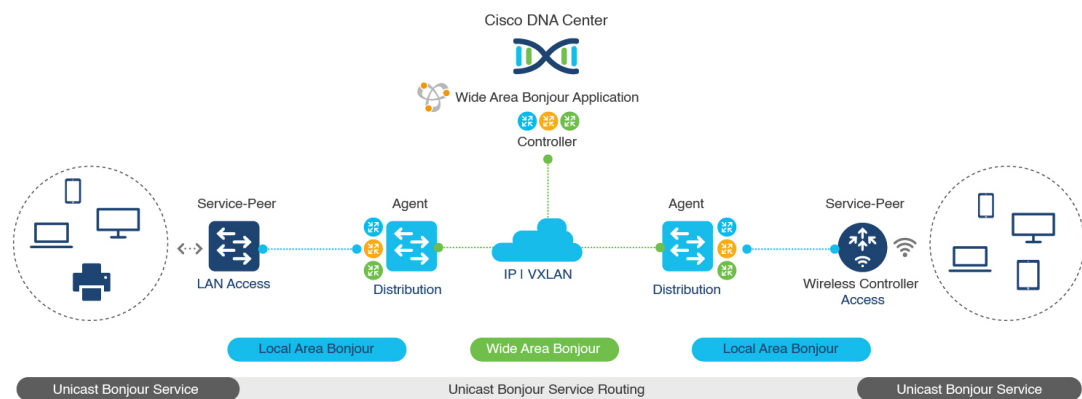 Cisco DNA Center
Wide Area Bonjour Application
Controller
Service-Peer
Agent
Agent
Service-Peer
IP | VXLAN
LAN Access
Distribution
Distribution
Wireless Controller
Access
Local Area Bonjour
Wide Area Bonjour
Local Area Bonjour
Unicast Bonjour Service
Unicast Bonjour Service Routing
Unicast Bonjour Service